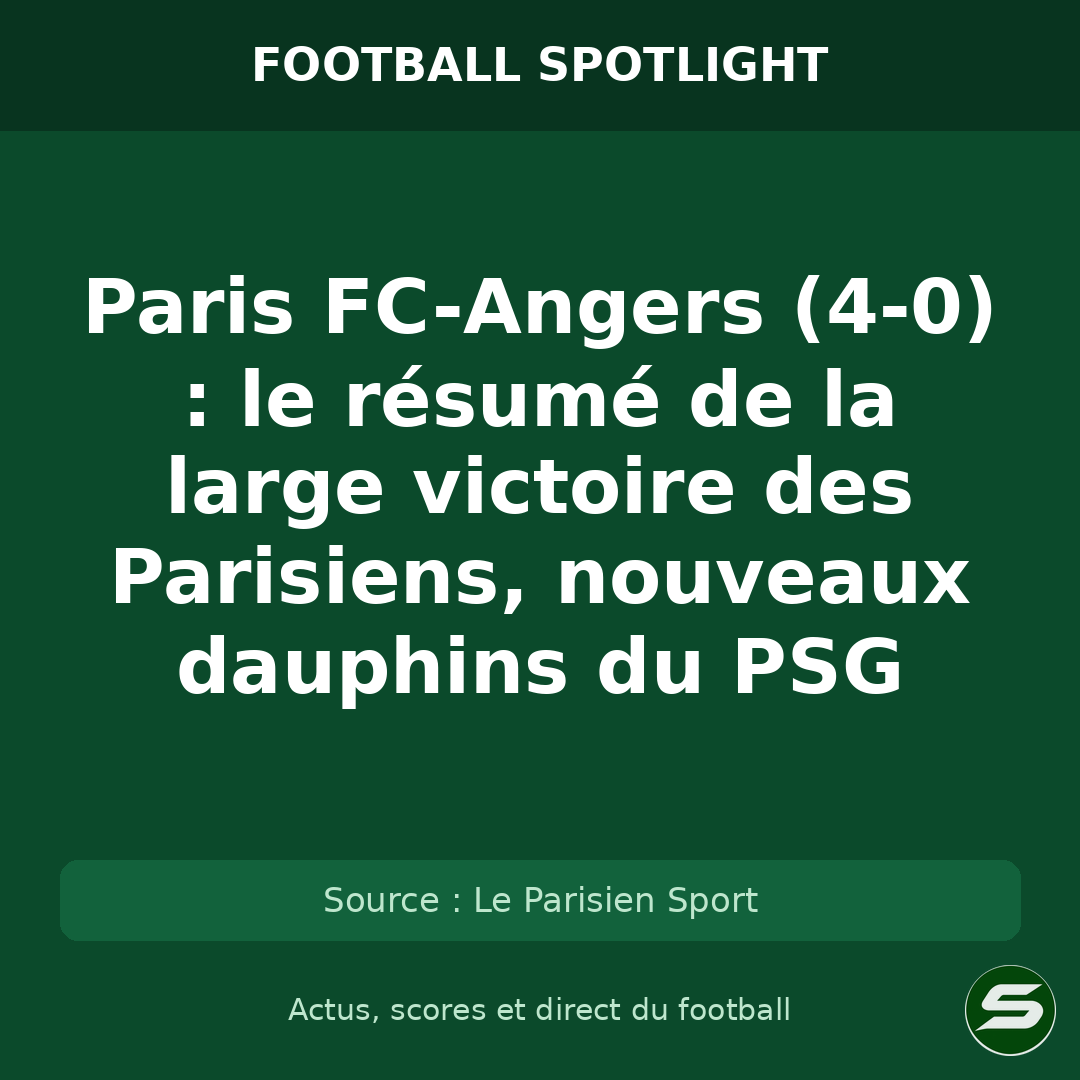 FOOTBALL SPOTLIGHT
Paris FC-Angers (4-0)
: le résumé de la
large victoire des
Parisiens, nouveaux
dauphins du PSG
Source : Le Parisien Sport
Actus, scores et direct du football
S